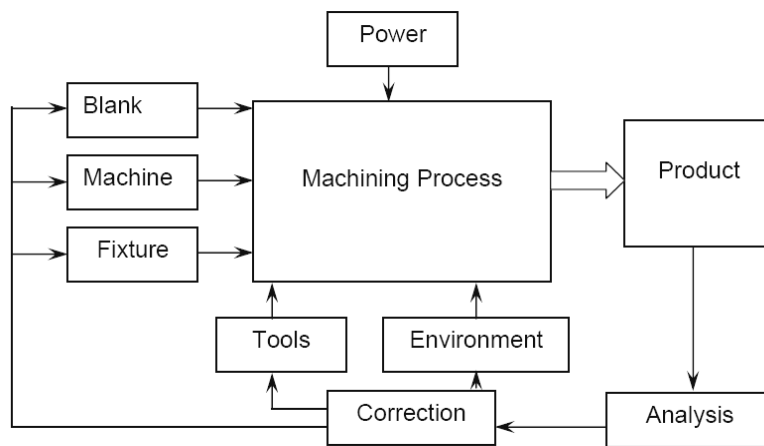 Power
Blank
Machine
Fixture
Machining Process
Product
Tools
Environment
Correction
Analysis